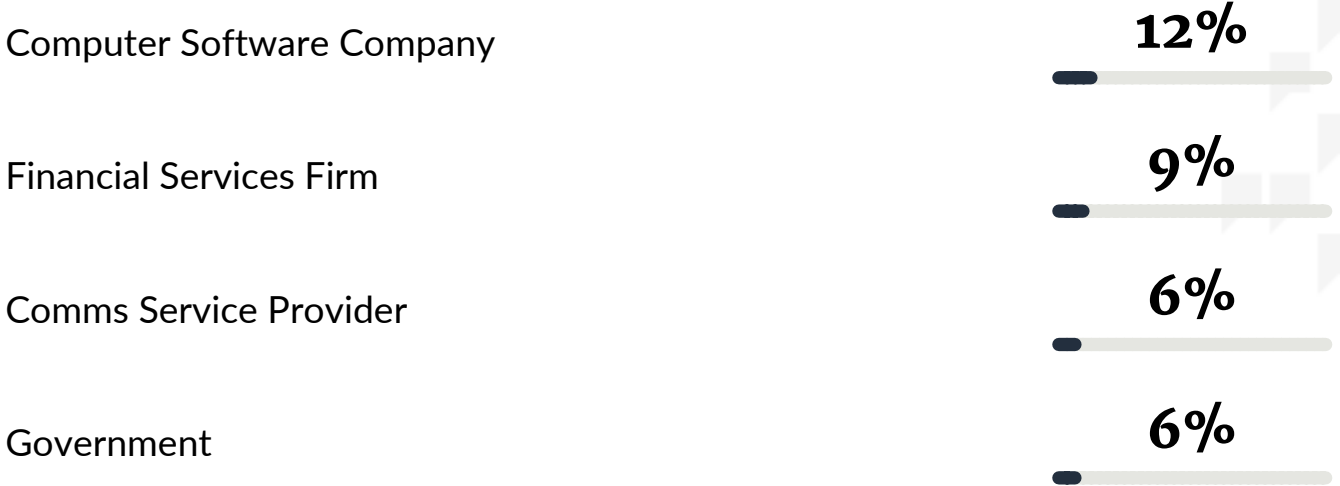 Computer Software Company 12%
Financial Services Firm 9%
Comms Service Provider 6%
Government 6%